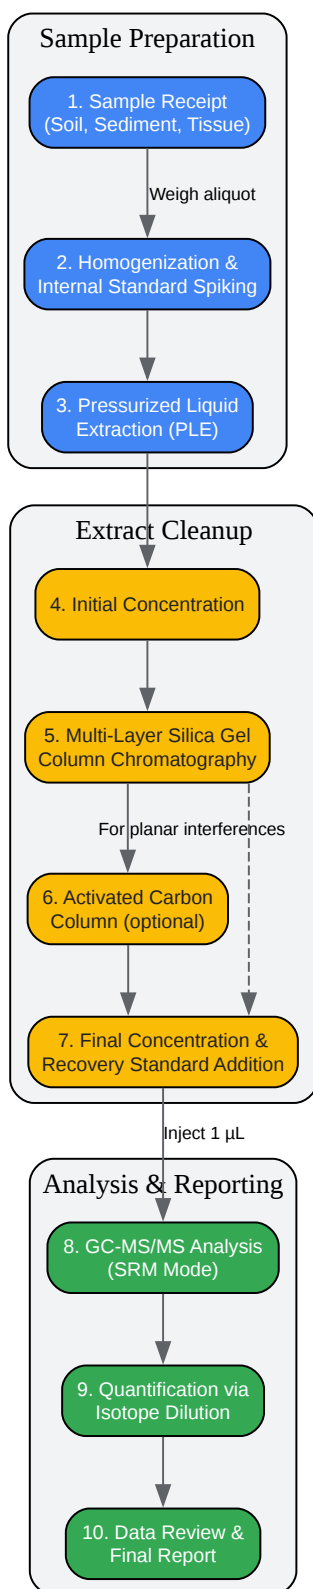 Sample Preparation
1. Sample Receipt
(Soil, Sediment, Tissue)
Weigh aliquot
2. Homogenization &
Internal Standard Spiking
3. Pressurized Liquid
Extraction (PLE)
Extract Cleanup
4. Initial Concentration
5. Multi-Layer Silica Gel
Column Chromatography
For planar interferences
6. Activated Carbon
Column (optional)
7. Final Concentration &
Recovery Standard Addition
Inject 1 µL
Analysis & Reporting
8. GC-MS/MS Analysis
(SRM Mode)
9. Quantification via
Isotope Dilution
10. Data Review &
Final Report